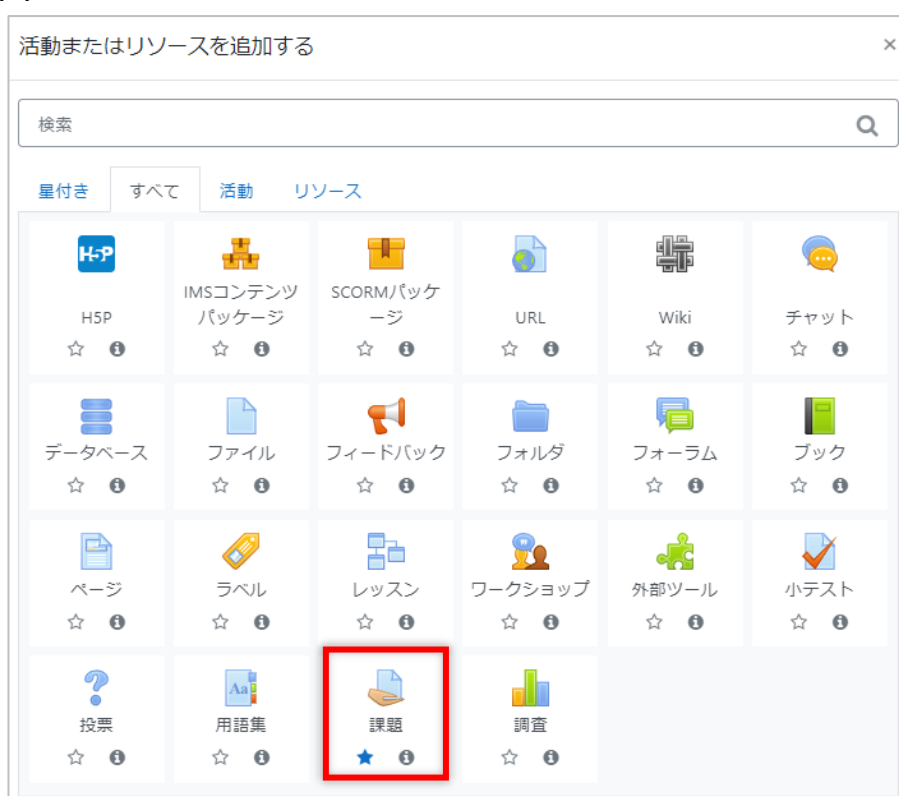 活動またはリソースを追加する ×
検索
星付き すべて 活動 リソース
H5P
IMSコンテンツ
パッケージ
SCORMパッケ
ージ
URL
Wiki
チャット
データベース
ファイル
フィードバック
フォルダ
フォーラム
ブック
ページ
ラベル
レッスン
ワークショップ
外部ツール
小テスト
投票
用語集
課題
調査